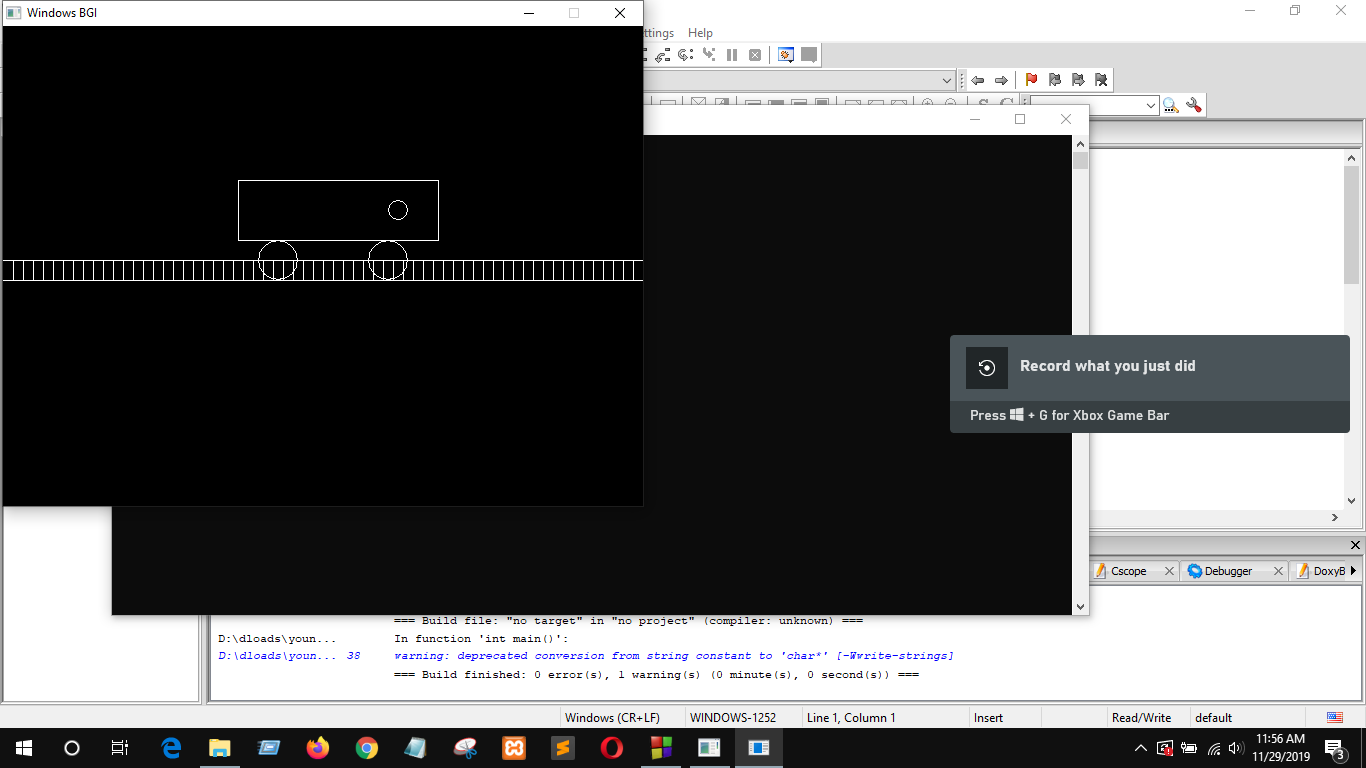 Windows BGI
ttings Help
Record what you just did
Press + G for Xbox Game Bar
Cscope
Debugger
DoxyB
=== Build file: "no target" in "no project" (compiler: unknown) ===
D:\dloads\youn... In function 'int main()':
D:\dloads\youn... 38 warning: deprecated conversion from string constant to 'char*' [-Wwrite-strings]
=== Build finished: 0 error(s), 1 warning(s) (0 minute(s), 0 second(s)) ===
Windows (CR+LF) WINDOWS-1252 Line 1, Column 1 Insert Read/Write default
11:56 AM
11/29/2019
3